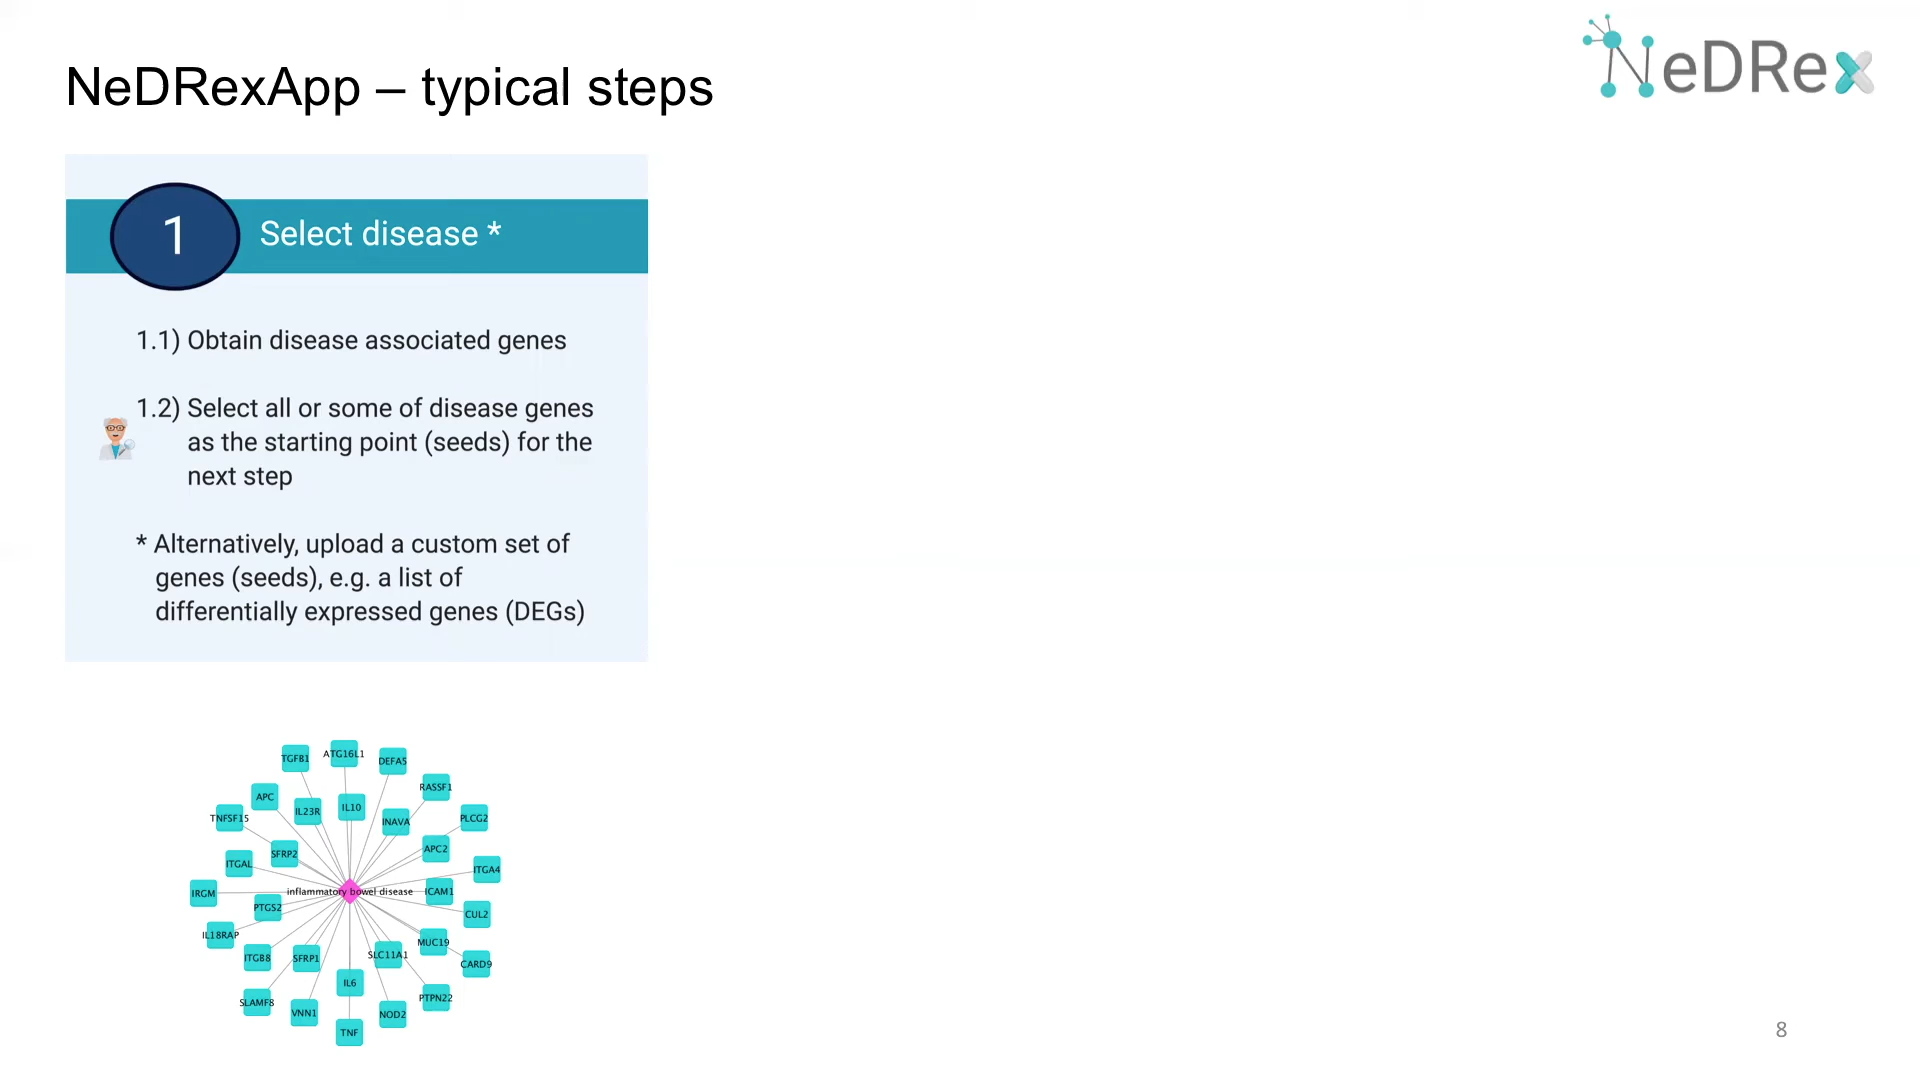 NeDRex
NeDRexApp – typical steps
1
Select disease *
1.1) Obtain disease associated genes
1.2) Select all or some of disease genes
as the starting point (seeds) for the
next step
* Alternatively, upload a custom set of
genes (seeds), e.g. a list of
differentially expressed genes (DEGs)
TGFB1
ATG16L1
DEFA5
RASSF1
APC
IL23R
IL10
TNFSF15
INAVA
PLCG2
SFRP2
APC2
ITGAL
ITGA4
IRGM
inflammatory bowel disease
ICAM1
PTGS2
CUL2
IL18RAP
MUC19
ITGB8
SFRP1
SLC11A1
CARD9
IL6
SLAMF8
PTPN22
VNN1
NOD2
TNF
8